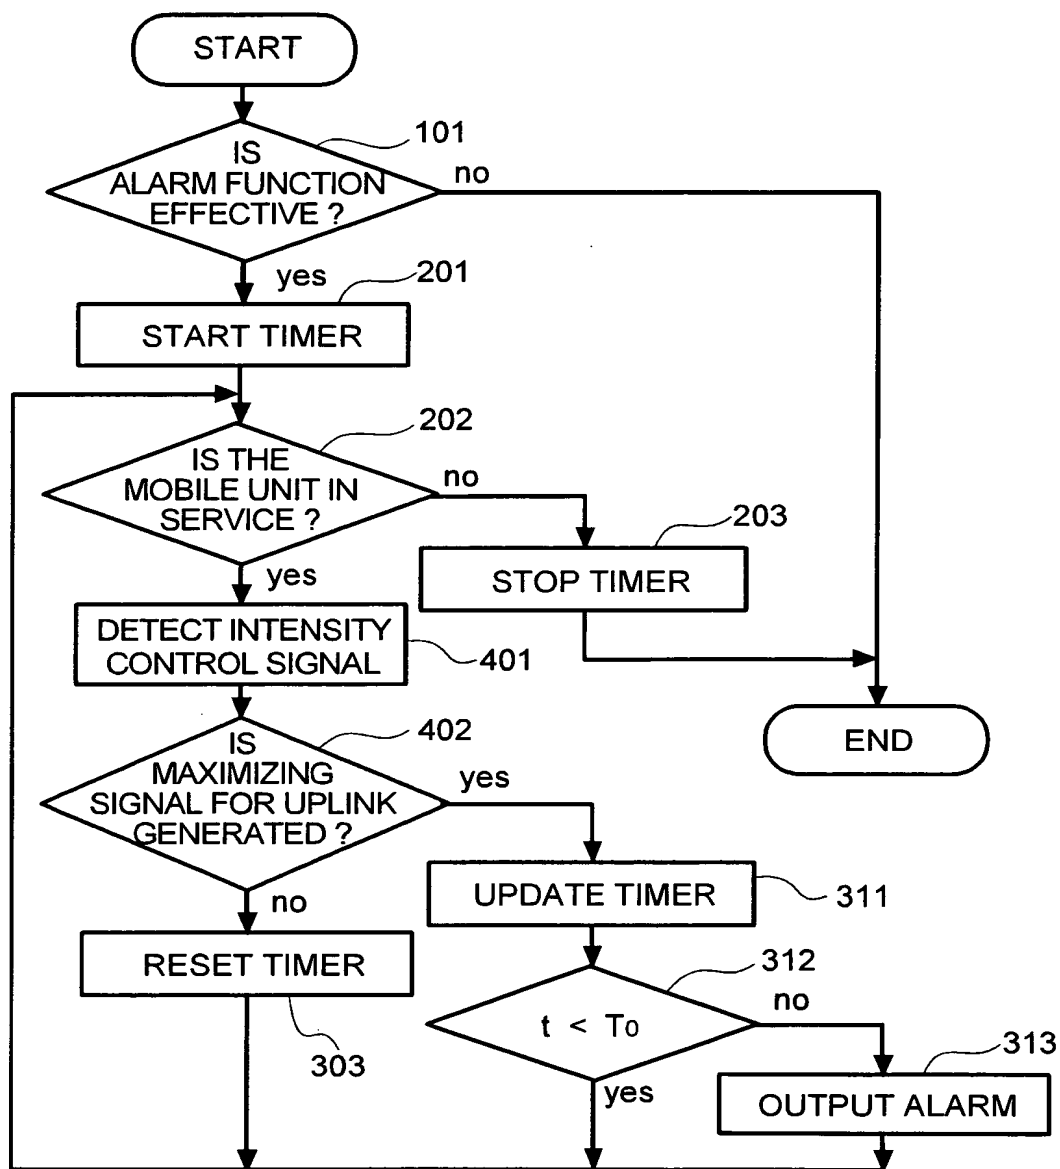 START
101
IS
ALARM FUNCTION
EFFECTIVE ?
no
yes
201
START TIMER
202
IS THE
MOBILE UNIT IN
SERVICE ?
no
203
STOP TIMER
yes
DETECT INTENSITY
CONTROL SIGNAL
401
402
IS
MAXIMIZING
SIGNAL FOR UPLINK
GENERATED ?
yes
END
no
UPDATE TIMER
311
RESET TIMER
303
312
t < T0
no
yes
313
OUTPUT ALARM